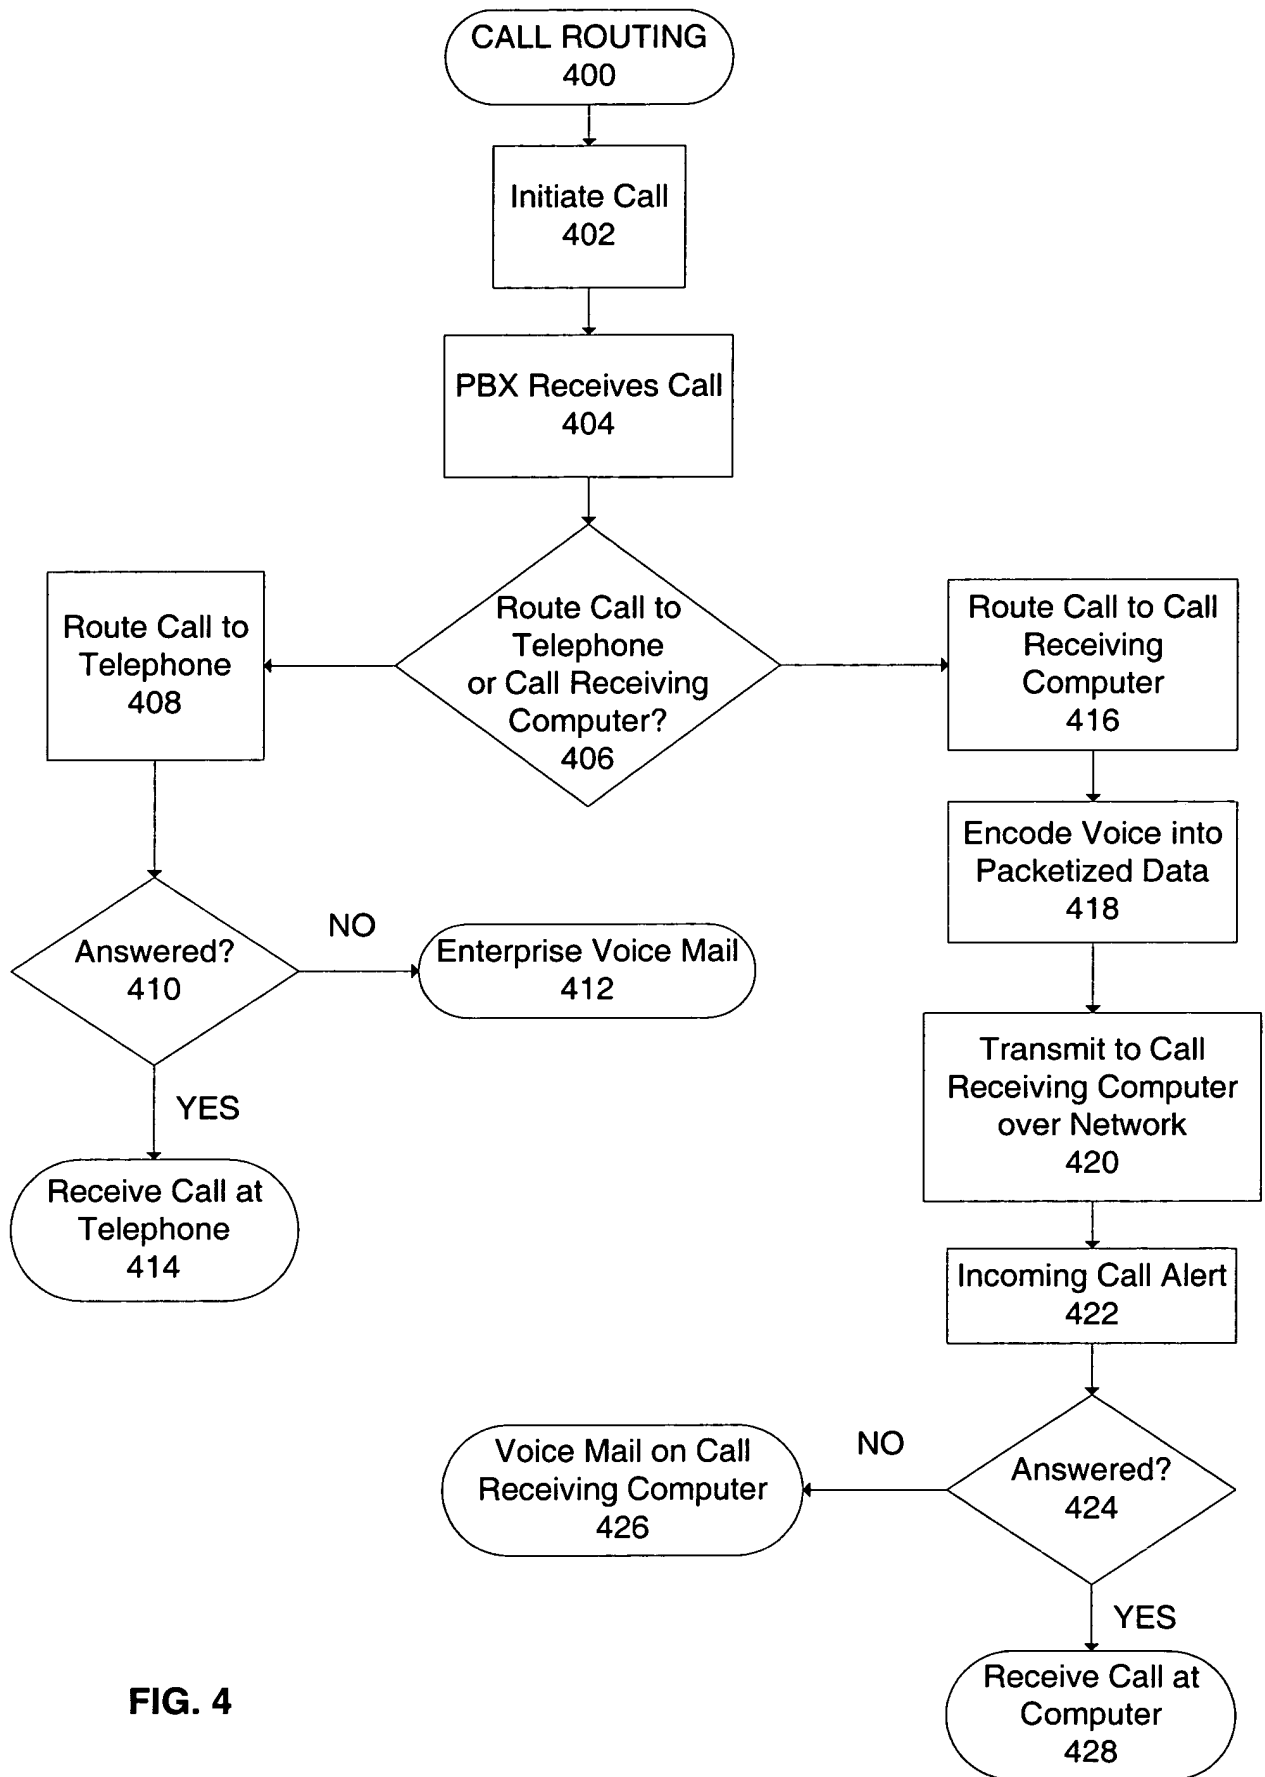 CALL ROUTING
400
Initiate Call
402
PBX Receives Call
404
Route Call to
Telephone
or Call Receiving
Computer?
406
Route Call to
Telephone
408
Answered?
410
NO
Enterprise Voice Mail
412
YES
Receive Call at
Telephone
414
Route Call to Call
Receiving
Computer
416
Encode Voice into
Packetized Data
418
Transmit to Call
Receiving Computer
over Network
420
Incoming Call Alert
422
Answered?
424
NO
Voice Mail on Call
Receiving Computer
426
YES
Receive Call at
Computer
428
FIG. 4